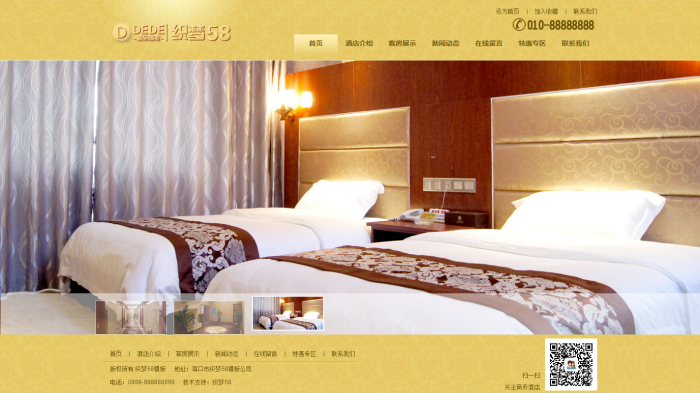 设为首页 | 加入收藏 | 联系我们
DEDE 织梦58
010-88888888
首页 酒店介绍 客房展示 新闻动态 在线留言 特惠专区 联系我们
首页 | 酒店介绍 | 客房展示 | 新闻动态 | 在线留言 | 特惠专区 | 联系我们
版权所有 织梦58模板 地址：海口市织梦58模板公司
扫一扫
电话：0898-998888999 技术支持：织梦58
关注商务酒店